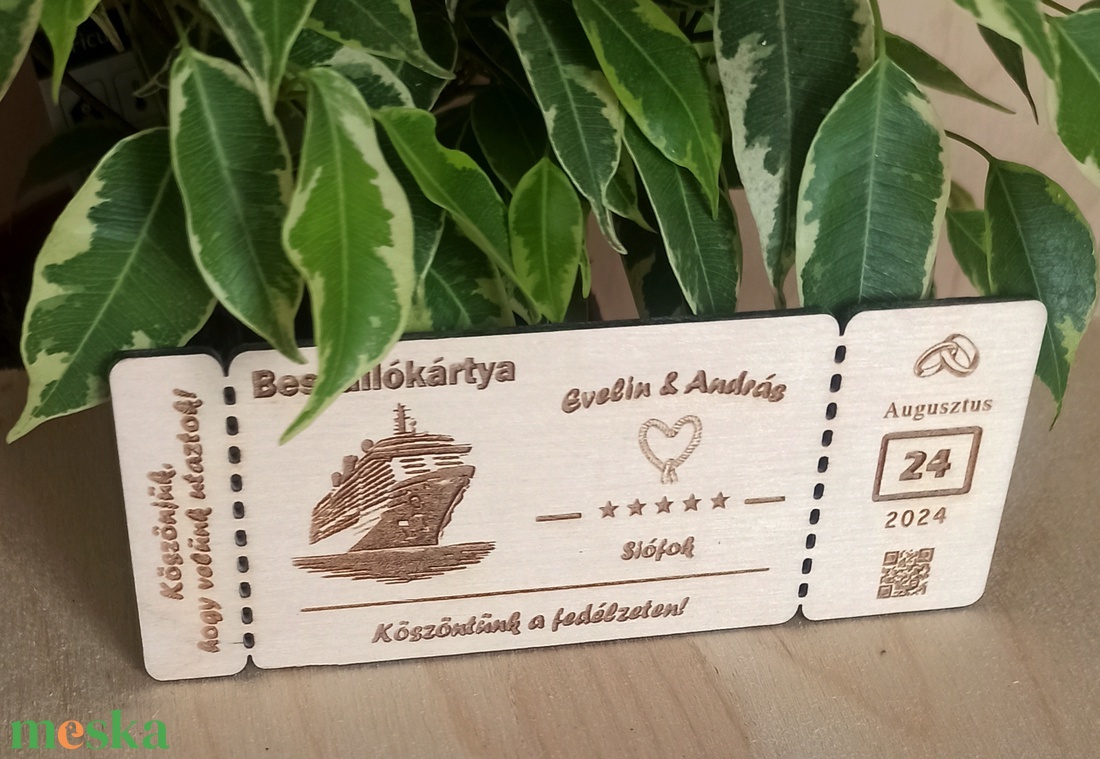 Köszönjük,
hogy velünk utaztok!
Beszállókártya
Evelin & András
Siófok
Köszöntünk a fedélzeten!
Augusztus
24
2024
meska